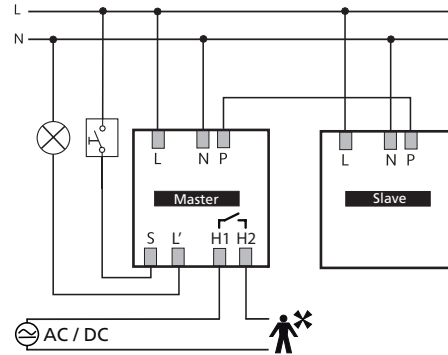 L
N
L N P
L N P
Master
Slave
S L' H1 H2
AC / DC